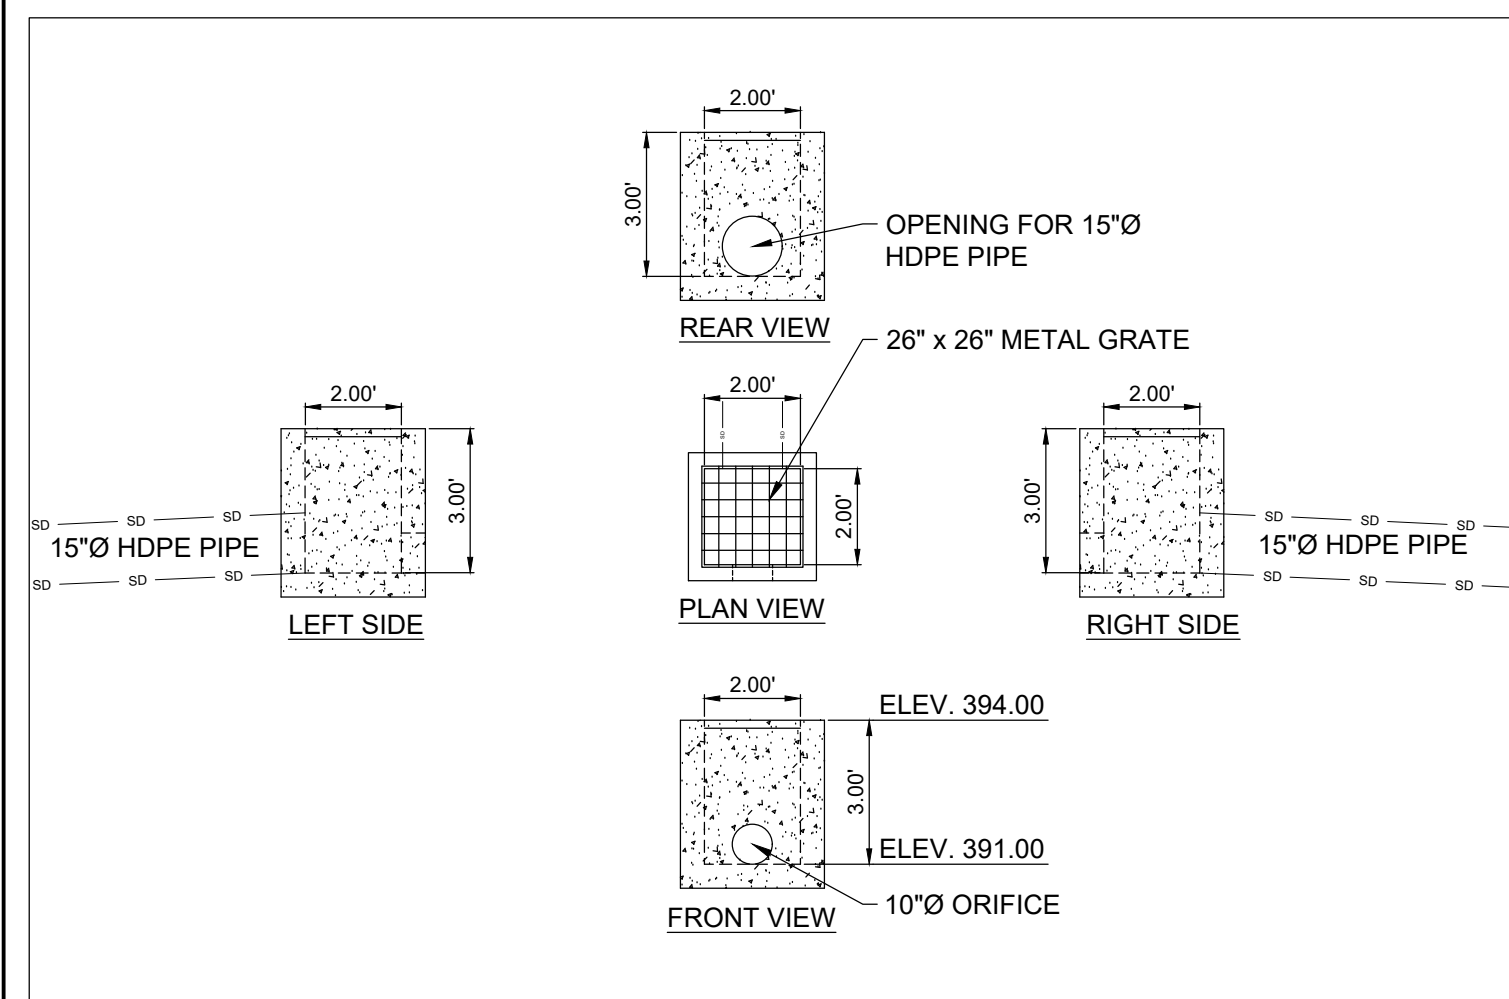 2.00'
3.00'
OPENING FOR 15"Ø
HDPE PIPE
REAR VIEW
26" x 26" METAL GRATE
2.00'
3.00'
SD SD SD
15"Ø HDPE PIPE
SD SD SD
LEFT SIDE
2.00'
SD SD
2.00'
PLAN VIEW
2.00'
3.00'
SD SD SD
15"Ø HDPE PIPE
SD SD SD
RIGHT SIDE
2.00'
ELEV. 394.00
3.00'
ELEV. 391.00
10"Ø ORIFICE
FRONT VIEW